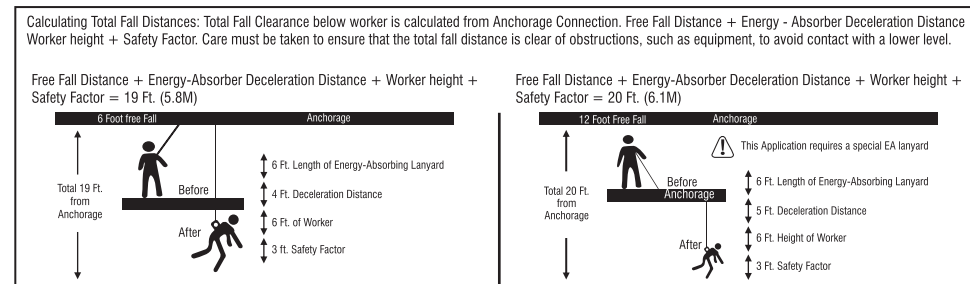 Calculating Total Fall Distances: Total Fall Clearance below worker is calculated from Anchorage Connection. Free Fall Distance + Energy - Absorber Deceleration Distance
Worker height + Safety Factor. Care must be taken to ensure that the total fall distance is clear of obstructions, such as equipment, to avoid contact with a lower level.
Free Fall Distance + Energy-Absorber Deceleration Distance + Worker height +
Safety Factor = 19 Ft. (5.8M)
6 Foot free Fall
Anchorage
Total 19 Ft.
from
Anchorage
Before
After
6 Ft. Length of Energy-Absorbing Lanyard
4 Ft. Deceleration Distance
6 Ft. of Worker
3 ft. Safety Factor
Free Fall Distance + Energy-Absorber Deceleration Distance + Worker height +
Safety Factor = 20 Ft. (6.1M)
12 Foot Free Fall
Anchorage
This Application requires a special EA lanyard
Total 20 Ft.
from
Anchorage
Before
Anchorage
After
6 Ft. Length of Energy-Absorbing Lanyard
5 Ft. Deceleration Distance
6 Ft. Height of Worker
3 Ft. Safety Factor